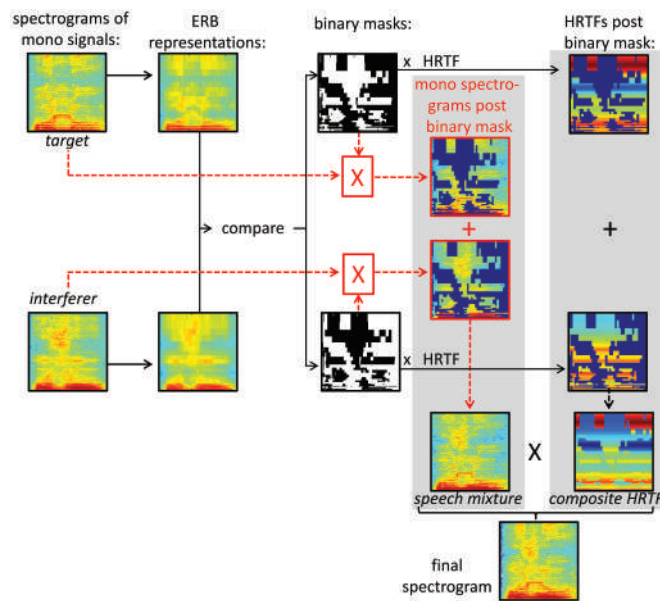 spectrograms of
mono signals:
ERB
representations:
binary masks:
HRTFs post
binary mask:
x HRTF
mono spectro-
grams post
binary mask
target
X
+
+
compare
X
interferer
x HRTF
X
speech mixture
composite HRTF
final
spectrogram